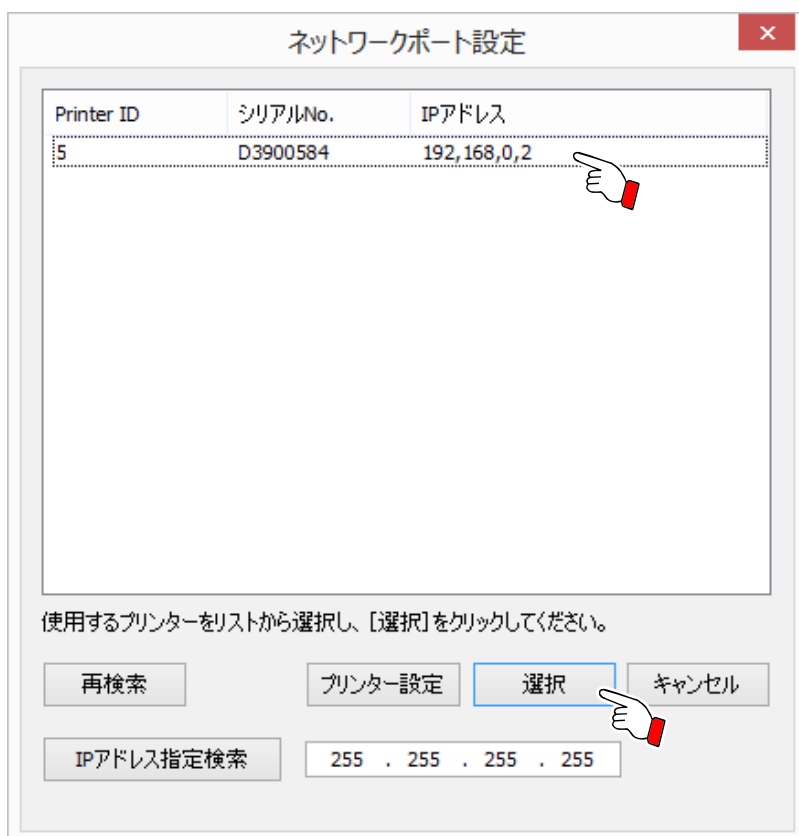 ネットワークポート設定
Printer ID シリアルNo. IPアドレス
5 D3900584 192,168,0,2
使用するプリンターをリストから選択し、[選択]をクリックしてください。
再検索 プリンター設定 選択 キャンセル
IPアドレス指定検索 255 . 255 . 255 . 255